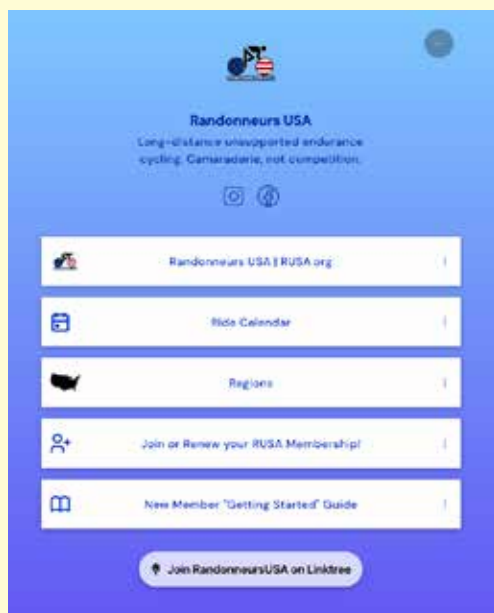 Randonneurs USA
Long-distance unsupported endurance
cycling. Camaraderie, not competition.
Randonneurs USA | RUSA.org
Ride Calendar
Regions
Join or Renew your RUSA Membership!
New Member "Getting Started" Guide
Join RandonneursUSA on Linktree